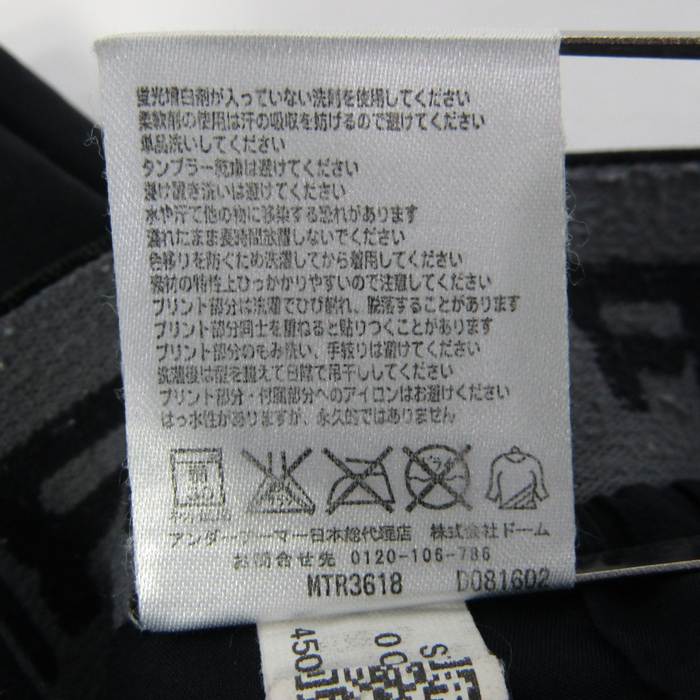 蛍光増白剤が入っていない洗剤を使用してください
柔軟剤の使用は汗の吸収を妨げるので避けてください
単品洗いしてください
タンブラー乾燥は避けてください
漬け置き洗いは避けてください
水や汗で他の物に移染する恐れがあります
濡れたまま長時間放置しないでください
色移りを防ぐため洗濯してから着用してください
素材の特性上ひっかかりやすいので注意してください
プリント部分は洗濯でひび割れ、脱落することがあります
プリント部分同士を重ねると貼りつくことがあります
プリント部分のもみ洗い、手絞りは避けてください
洗濯後は型を整えて日陰で吊干ししてください
プリント部分・付属部分へのアイロンはお避けください
はっ水性がありますが、永久的ではありません
アンダーアーマー日本総代理店 株式会社ドーム
お問合せ先 0120-106-786
MTR3618 D081602